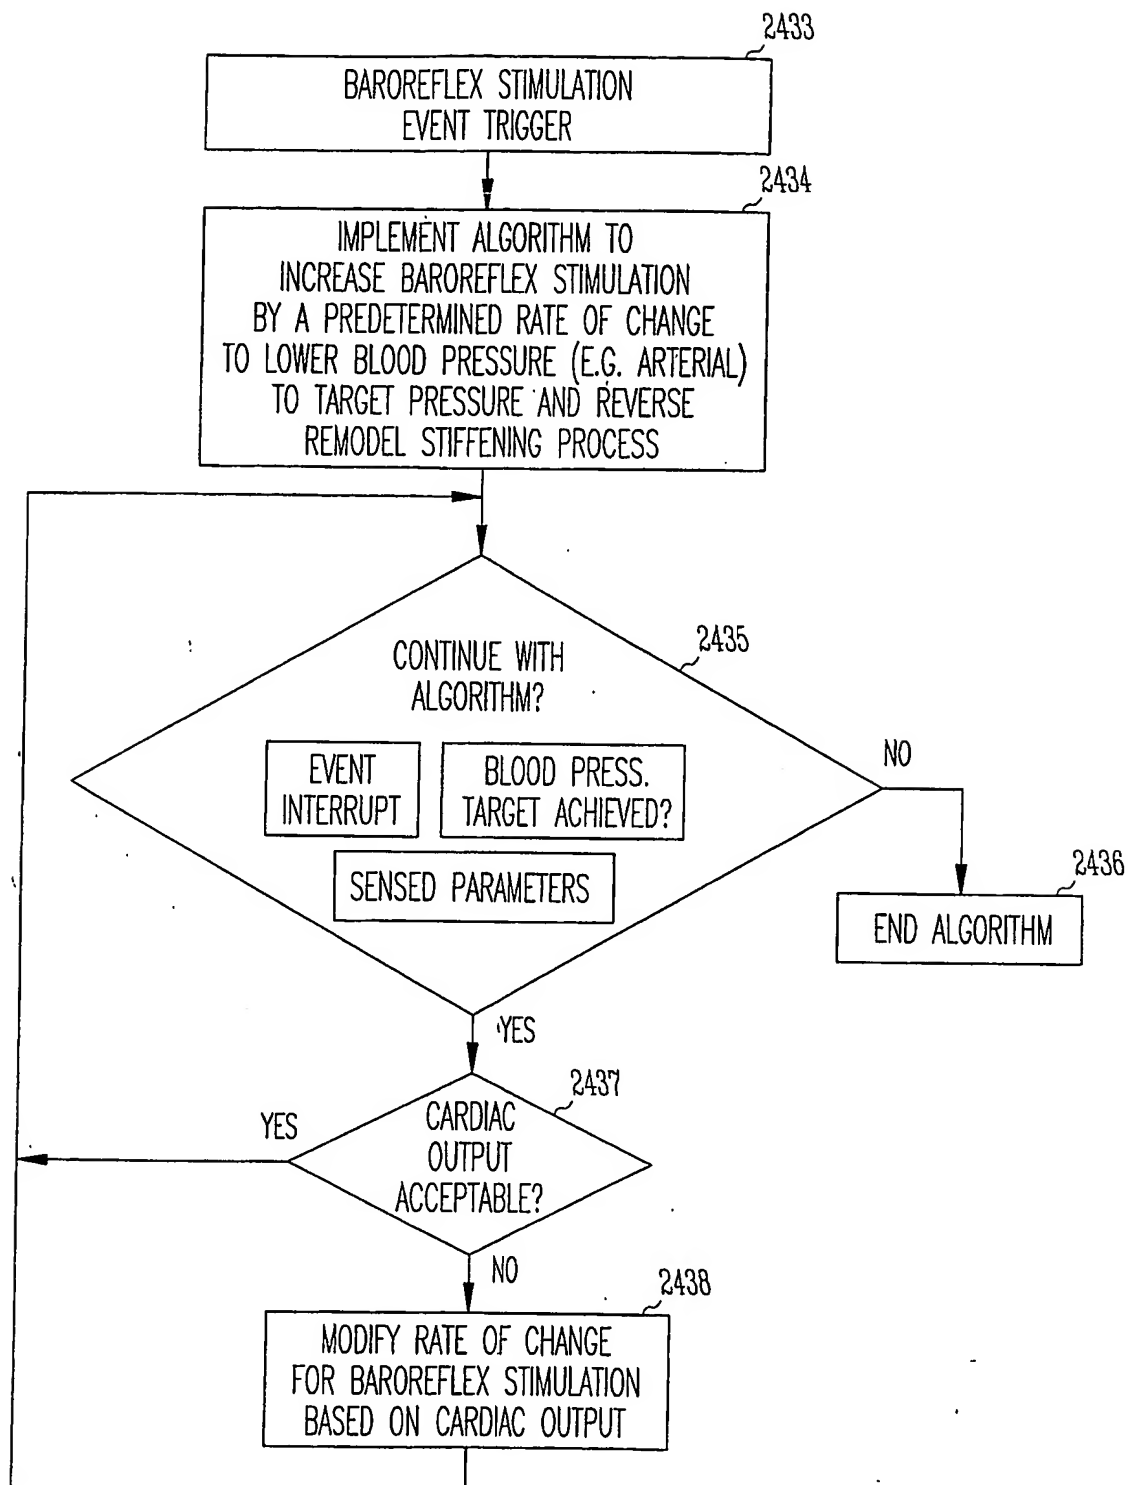 2433
BAROREFLEX STIMULATION
EVENT TRIGGER
2434
IMPLEMENT ALGORITHM TO
INCREASE BAROREFLEX STIMULATION
BY A PREDETERMINED RATE OF CHANGE
TO LOWER BLOOD PRESSURE (E.G. ARTERIAL)
TO TARGET PRESSURE AND REVERSE
REMODEL STIFFENING PROCESS
2435
CONTINUE WITH
ALGORITHM?
NO
EVENT
INTERRUPT
BLOOD PRESS.
TARGET ACHIEVED?
SENSED PARAMETERS
2436
END ALGORITHM
YES
2437
YES
CARDIAC
OUTPUT
ACCEPTABLE?
NO
2438
MODIFY RATE OF CHANGE
FOR BAROREFLEX STIMULATION
BASED ON CARDIAC OUTPUT